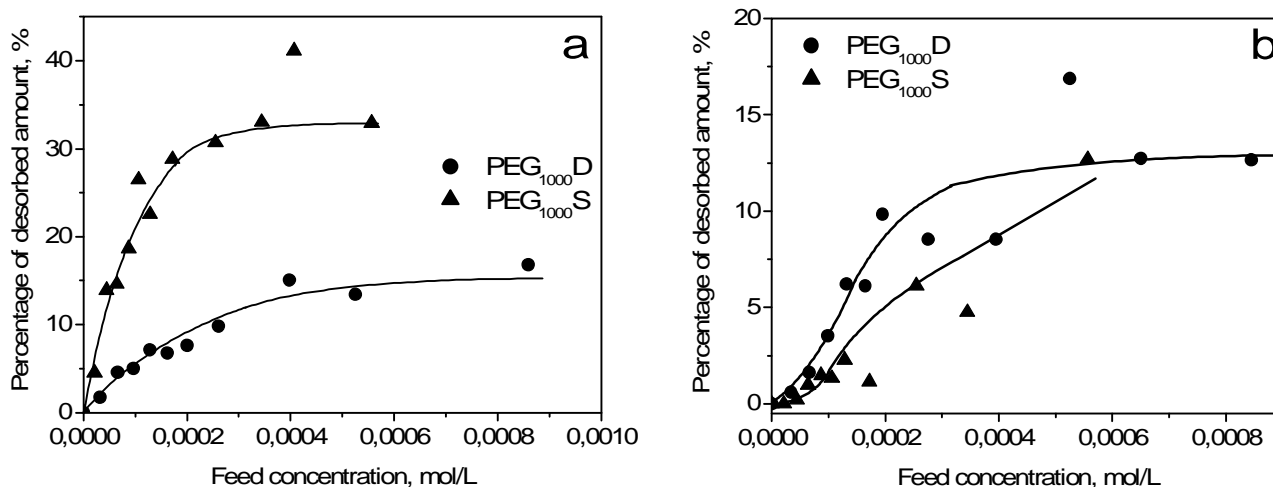 a
Percentage of desorbed amount, %
40
30
20
10
0
PEG1000D
PEG1000S
0,0000
0,0002
0,0004
0,0006
0,0008
0,0010
Feed concentration, mol/L
b
Percentage of desorbed amount, %
20
15
10
5
0
PEG1000D
PEG1000S
0,0000
0,0002
0,0004
0,0006
0,0008
Feed concentration, mol/L